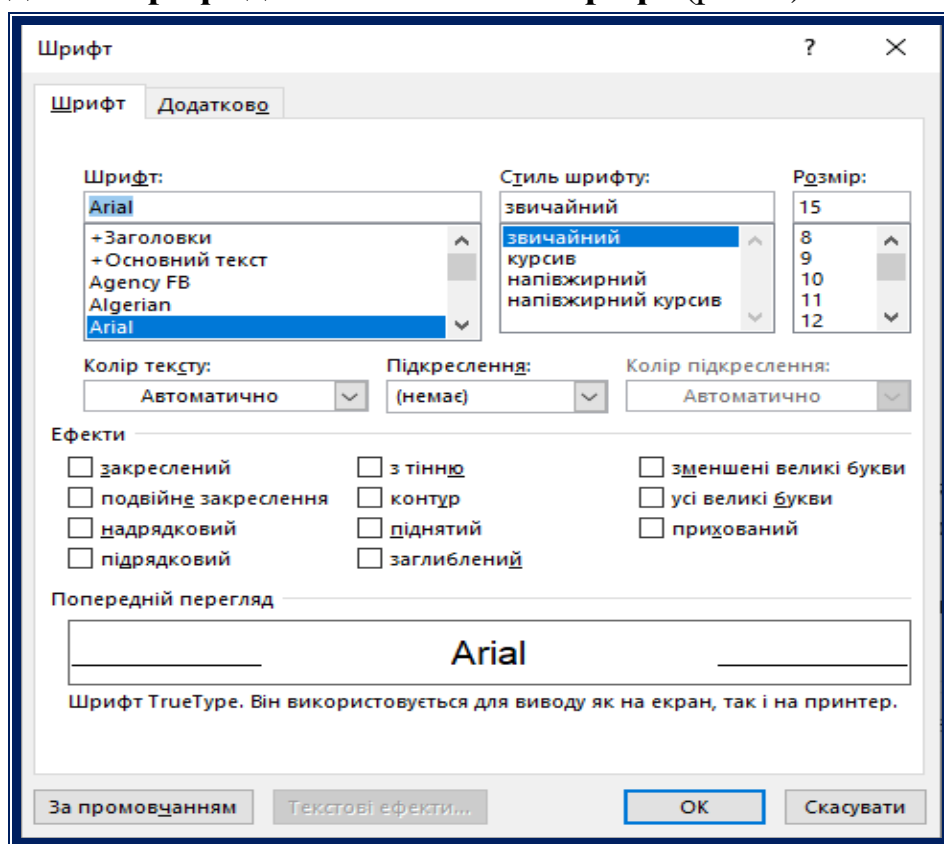 Шрифт ?
Шрифт Додатково
Шрифт: Стиль шрифту: Розмір:
Arial звичайний 15
+Заголовки звичайний 8
+Основний текст курсив 9
Agency FB напівжирний 10
Algerian напівжирний курсив 11
Arial 12
Колір тексту: Підкреслення: Колір підкреслення:
Автоматично (немає) Автоматично
Ефекти
закреслений з тінню зменшені великі букви
подвійне закреслення контур усі великі букви
надрядковий піднятий прихований
підрядковий заглиблений
Попередній перегляд
Arial
Шрифт TrueType. Він використовується для виводу як на екран, так і на принтер.
За промовчанням Текстові ефекти... ОК Скасувати